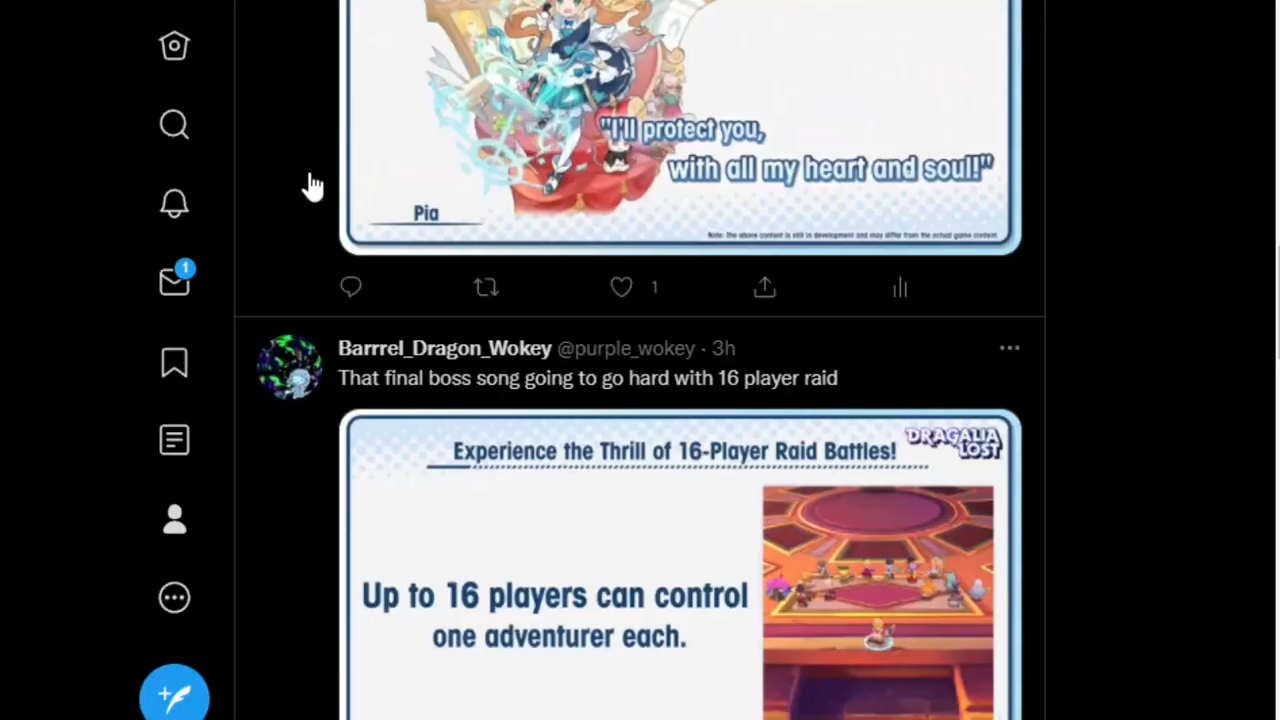 "I'll protect you,
with all my heart and soul!"
Pia
Note: The above content is still in development and may differ from the actual game content.
1
1
Barrrel_Dragon_Wokey @purple_wokey · 3h
That final boss song going to go hard with 16 player raid
DRAGALIA
LOST
Experience the Thrill of 16-Player Raid Battles!
Up to 16 players can control
one adventurer each.